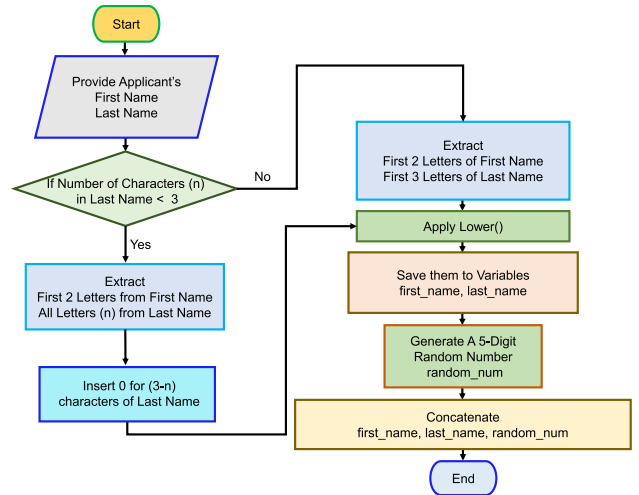 Start
Provide Applicant's
First Name
Last Name
If Number of Characters (n)
in Last Name < 3
No
Yes
Extract
First 2 Letters from First Name
All Letters (n) from Last Name
Insert 0 for (3-n)
characters of Last Name
Extract
First 2 Letters of First Name
First 3 Letters of Last Name
Apply Lower()
Save them to Variables
first_name, last_name
Generate A 5-Digit
Random Number
random_num
Concatenate
first_name, last_name, random_num
End